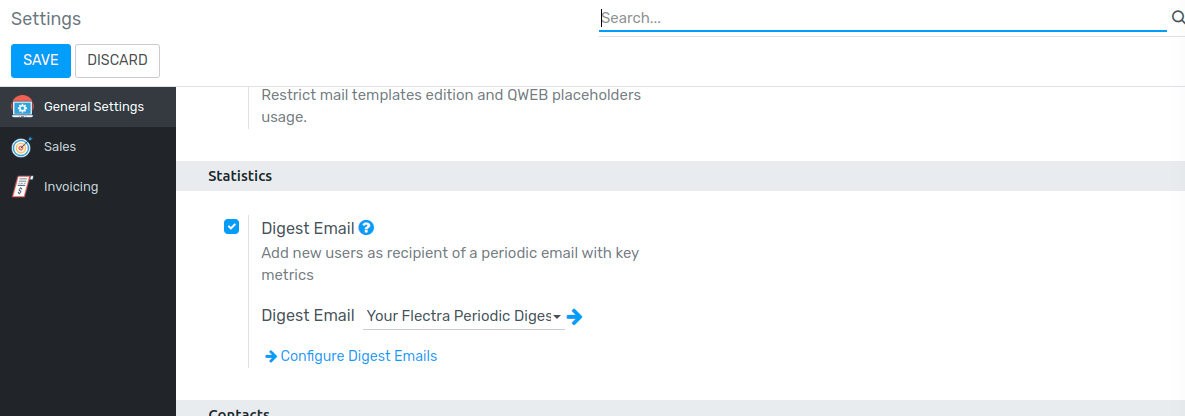 Settings
Search...
SAVE
DISCARD
General Settings
Sales
Invoicing
Restrict mail templates edition and QWEB placeholders
usage.
Statistics
Digest Email
Add new users as recipient of a periodic email with key
metrics
Digest Email Your Flectra Periodic Diges
Configure Digest Emails
Contacts